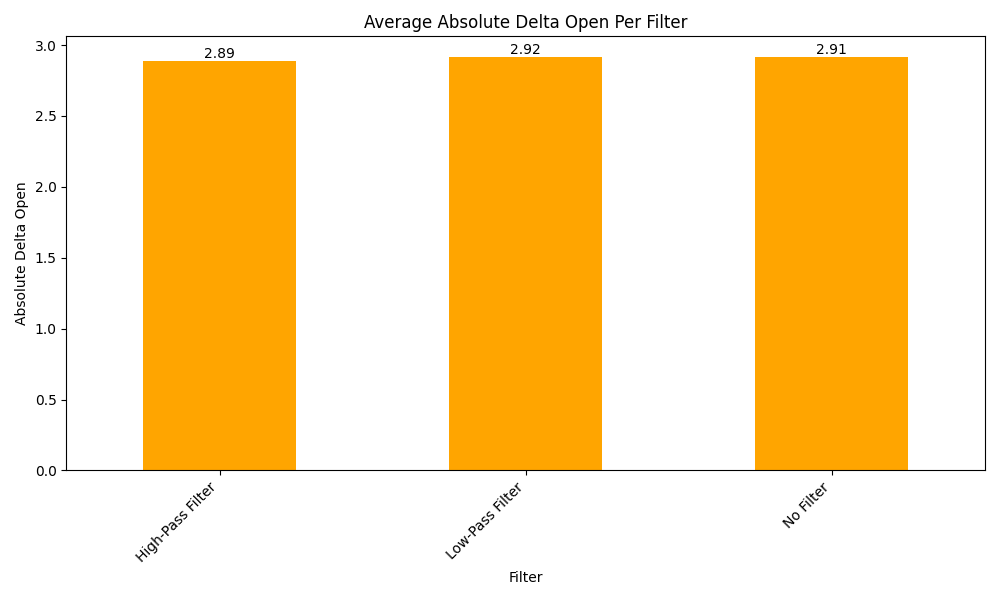 Average Absolute Delta Open Per Filter
Absolute Delta Open
3.0
2.5
2.0
1.5
1.0
0.5
0.0
2.89
2.92
2.91
High-Pass Filter
Low-Pass Filter
No Filter
Filter